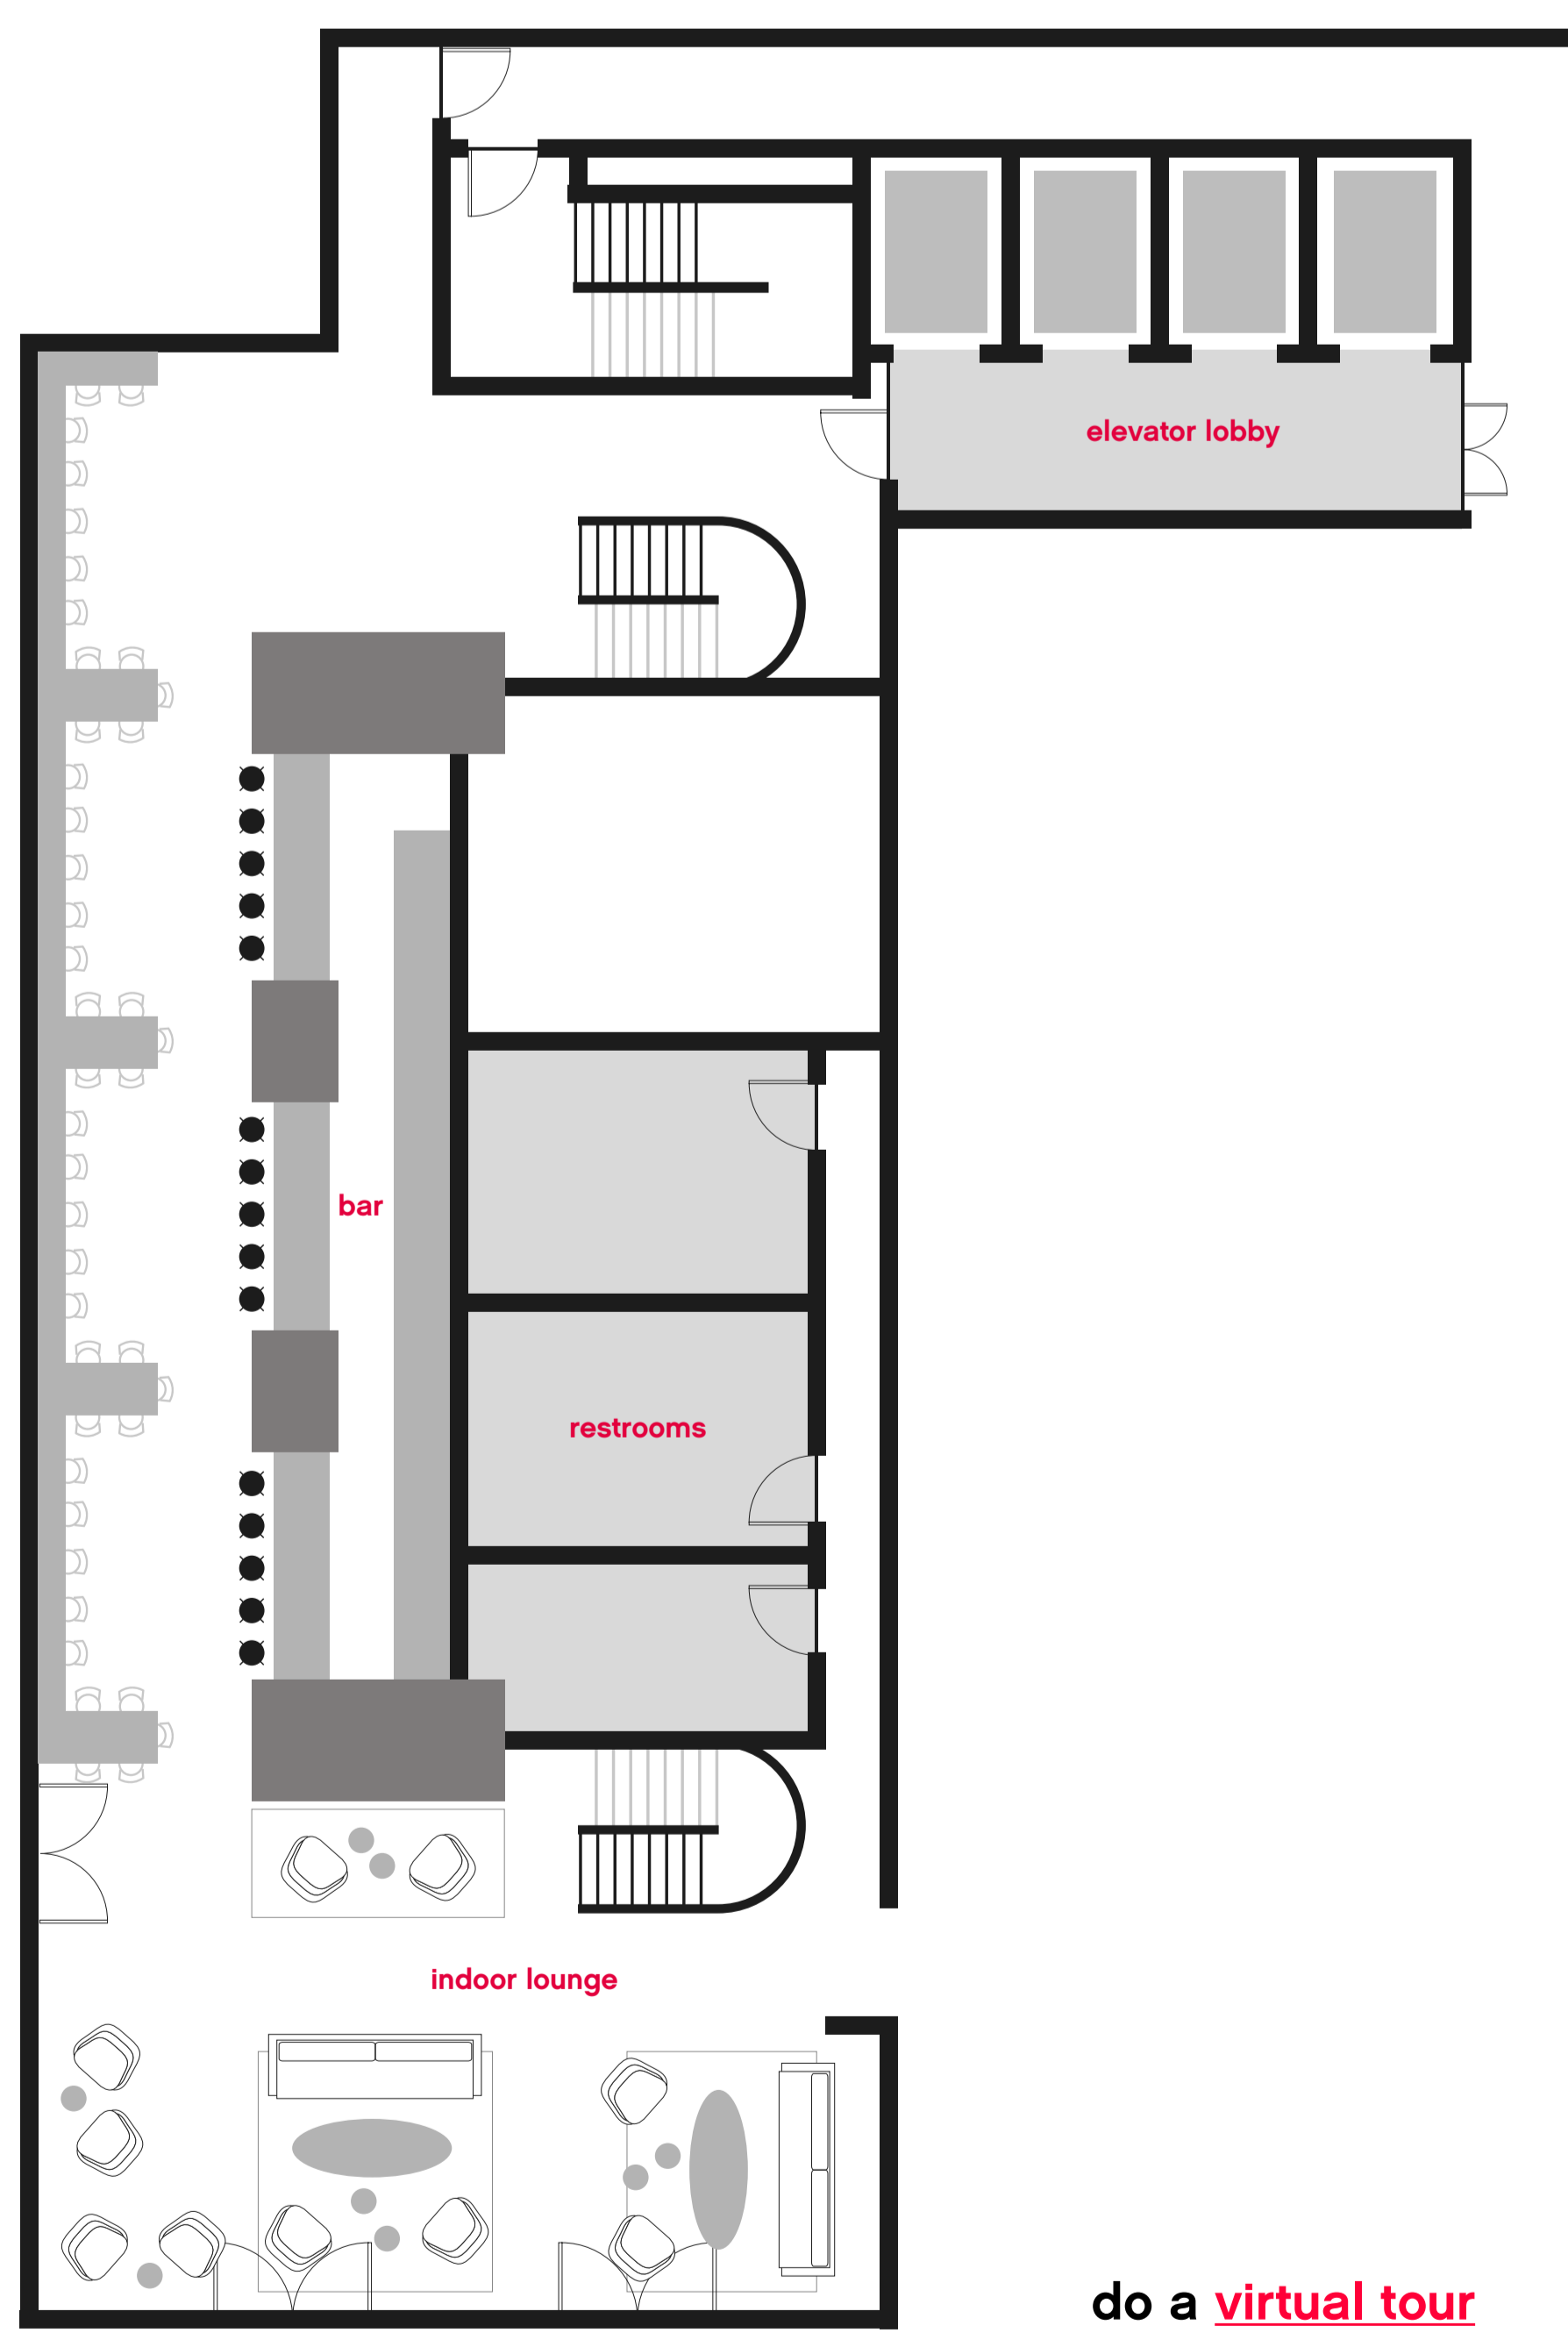 elevator lobby
bar
restrooms
indoor lounge
do a virtual tour